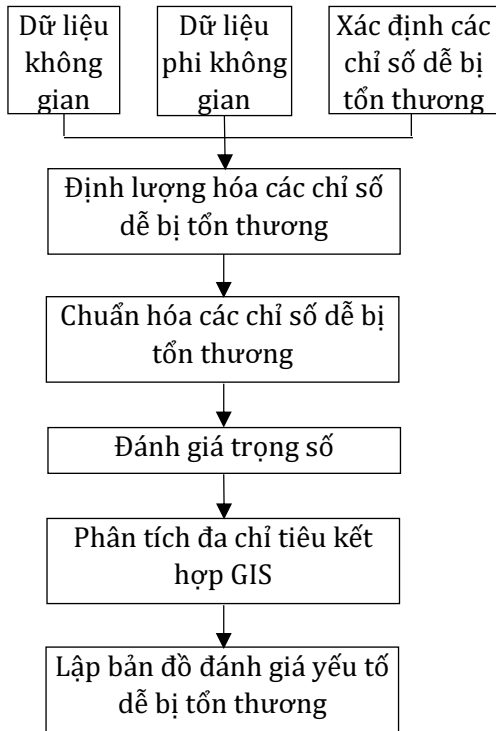 Dữ liệu
không
gian
Dữ liệu
phi không
gian
Xác định các
chỉ số dễ bị
tổn thương
Định lượng hóa các chỉ số
dễ bị tổn thương
Chuẩn hóa các chỉ số dễ bị
tổn thương
Đánh giá trọng số
Phân tích đa chỉ tiêu kết
hợp GIS
Lập bản đồ đánh giá yếu tố
dễ bị tổn thương